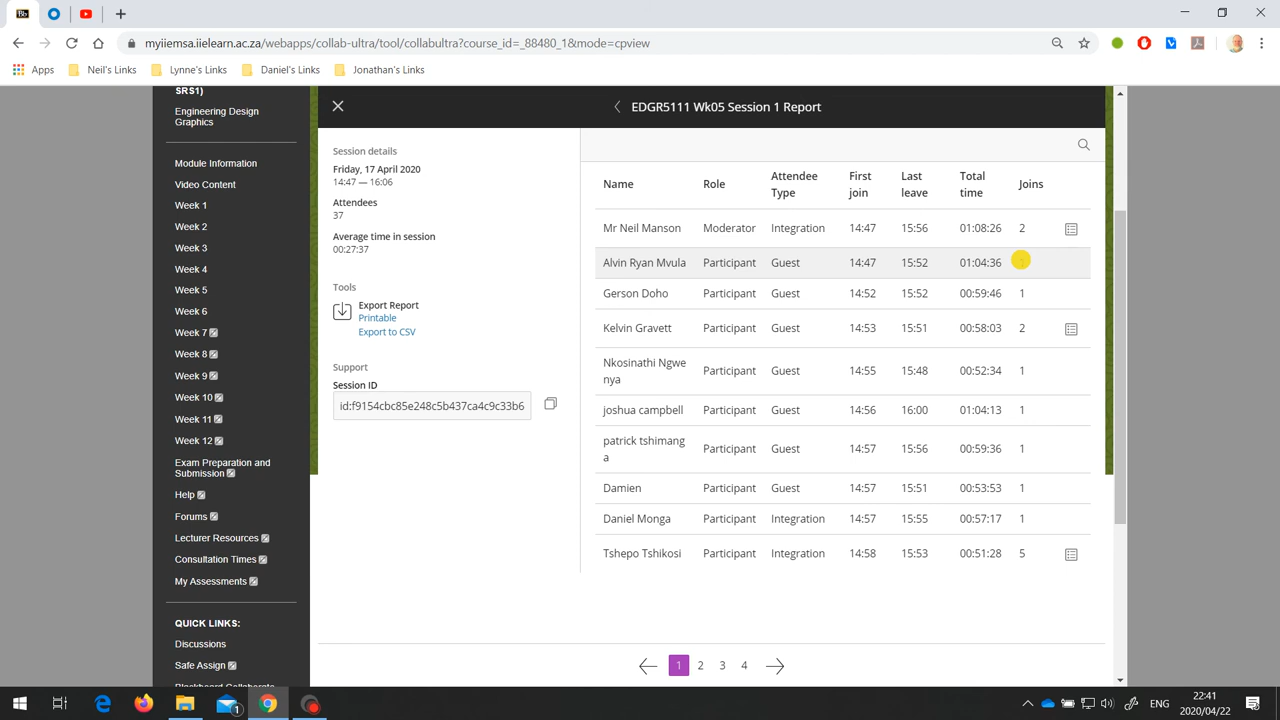 Bb
myiiemsa.iielearn.ac.za/webapps/collab-ultra/tool/collabultra?course_id=_88480_1&mode=cpview
Apps
Neil's Links
Lynne's Links
Daniel's Links
Jonathan's Links
SRS1)
Engineering Design
Graphics
Module Information
Video Content
Week 1
Week 2
Week 3
Week 4
Week 5
Week 6
Week 7
Week 8
Week 9
Week 10
Week 11
Week 12
Exam Preparation and
Submission
Help
Forums
Lecturer Resources
Consultation Times
My Assessments
QUICK LINKS:
Discussions
Safe Assign
EDGR5111 Wk05 Session 1 Report
Session details
Friday, 17 April 2020
14:47 — 16:06
Attendees
37
Average time in session
00:27:37
Tools
Export Report
Printable
Export to CSV
Support
Session ID
id:f9154cbc85e248c5b437ca4c9c33b6
Name Role Attendee Type First join Last leave Total time Joins
Mr Neil Manson Moderator Integration 14:47 15:56 01:08:26 2
Alvin Ryan Mvula Participant Guest 14:47 15:52 01:04:36
Gerson Doho Participant Guest 14:52 15:52 00:59:46 1
Kelvin Gravett Participant Guest 14:53 15:51 00:58:03 2
Nkosinathi Ngwe
nya Participant Guest 14:55 15:48 00:52:34 1
joshua campbell Participant Guest 14:56 16:00 01:04:13 1
patrick tshimang
a Participant Guest 14:57 15:56 00:59:36 1
Damien Participant Guest 14:57 15:51 00:53:53 1
Daniel Monga Participant Integration 14:57 15:55 00:57:17 1
Tshepo Tshikosi Participant Integration 14:58 15:53 00:51:28 5
1 2 3 4
1
ENG
22:41
2020/04/22